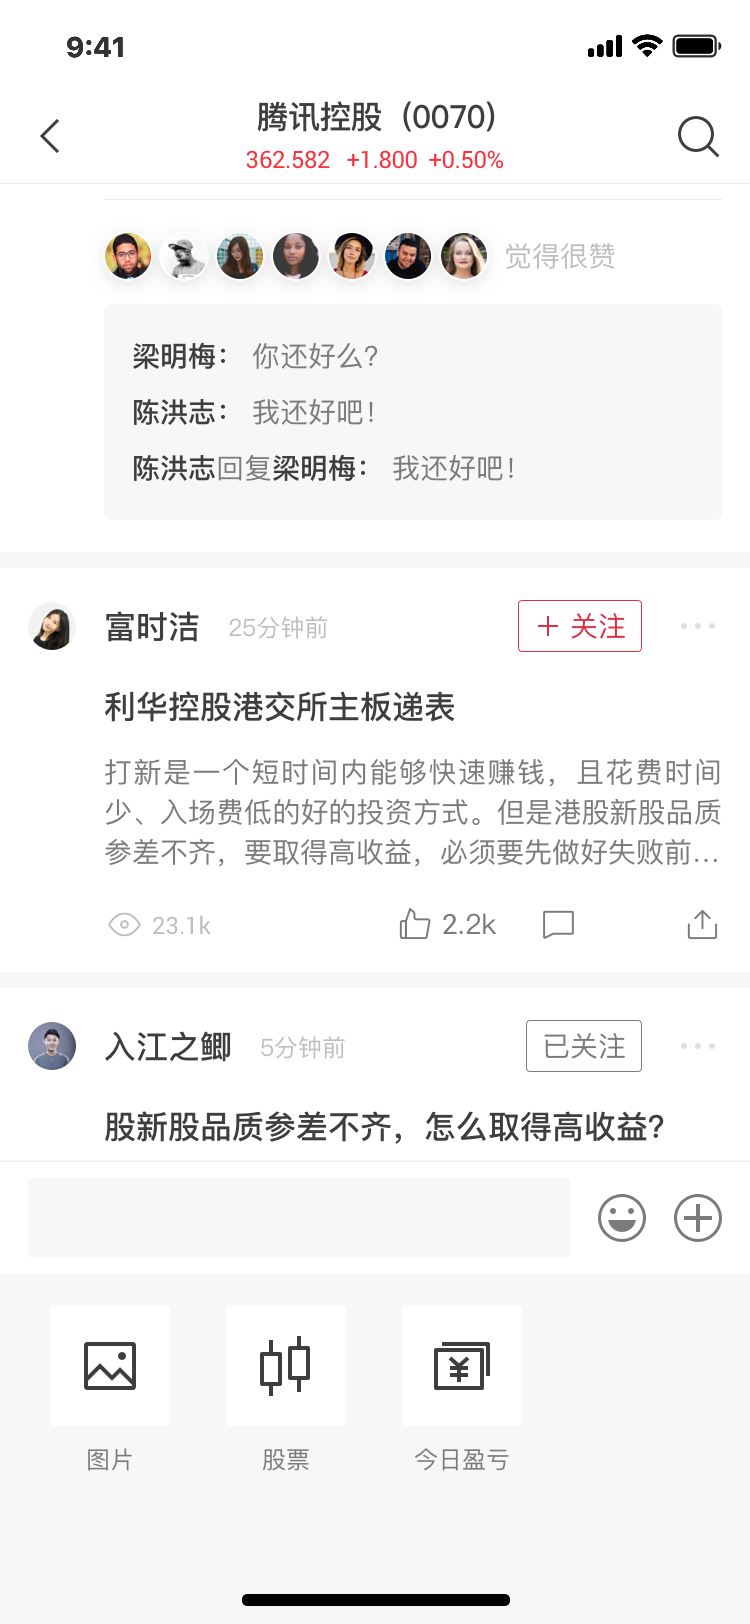 9:41
腾讯控股（0070）
362.582 +1.800 +0.50%
觉得很赞
梁明梅： 你还好么？
陈洪志： 我还好吧！
陈洪志回复梁明梅： 我还好吧！
富时洁 25分钟前 关注
利华控股港交所主板递表
打新是一个短时间内能够快速赚钱，且花费时间
少、入场费低的好的投资方式。但是港股新股品质
参差不齐，要取得高收益，必须要先做好失败前...
23.1k 2.2k
入江之鲫 5分钟前 已关注
股新股品质参差不齐，怎么取得高收益？
图片 股票 今日盈亏